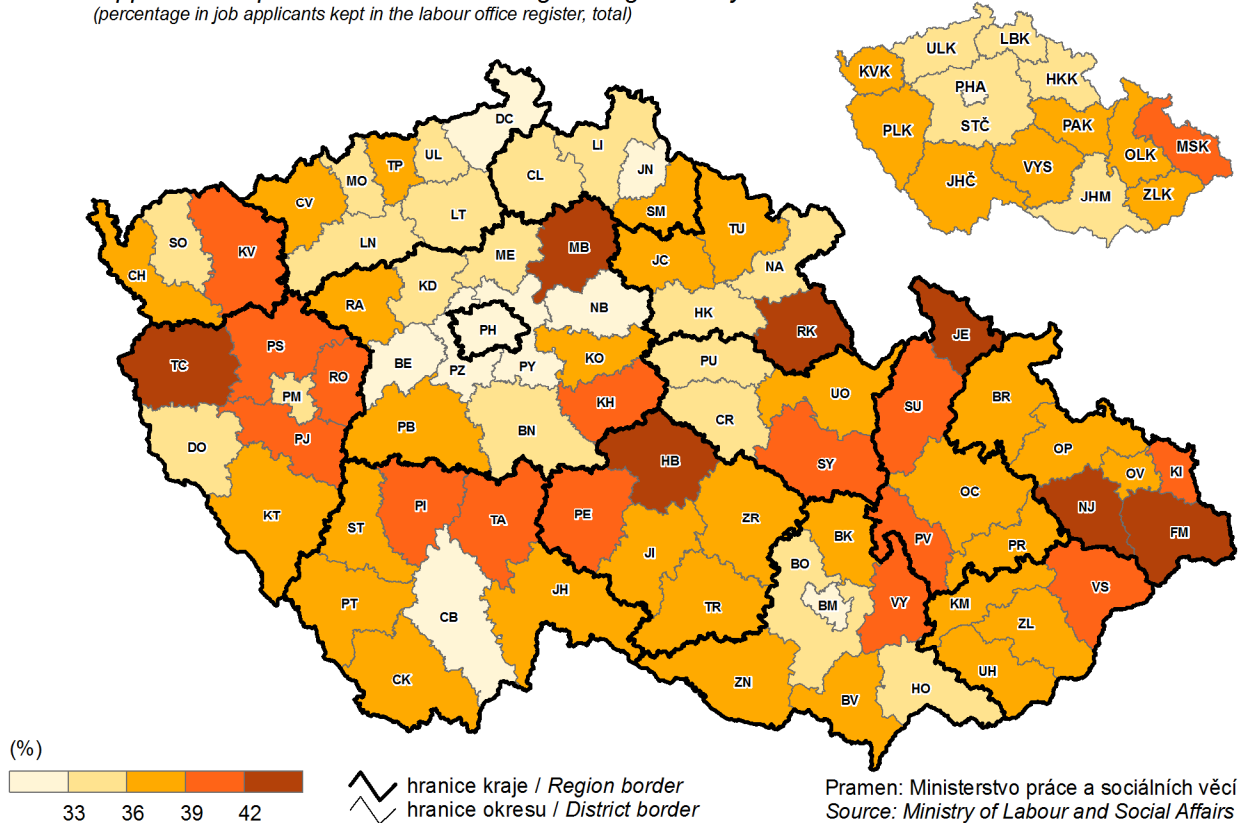 (percentage in job applicants kept in the labour office register, total)
LBK
ULK
KVK
HKK
PHA
STČ
PAK
PLK
MSK
OLK
VYS
JHČ
ZLK
JHM
DC
LI
UL
TP
JN
CL
MO
CV
SM
LT
TU
SO
LN
KV
MB
ME
JC
NA
CH
KD
RA
NB
HK
PH
RK
JE
PS
KO
PU
TC
BE
PZ
PY
RO
PM
UO
BR
KH
SU
CR
PB
BN
PJ
DO
OP
HB
SY
KI
OV
OC
PI
NJ
KT
ST
TA
PE
ZR
FM
BK
PV
PR
JI
BO
VS
JH
PT
TR
BM
VY
KM
CB
ZL
UH
CK
ZN
HO
BV
(%)
33 36 39 42
hranice kraje / Region border
hranice okresu / District border
Pramen: Ministerstvo práce a sociálních věcí
Source: Ministry of Labour and Social Affairs